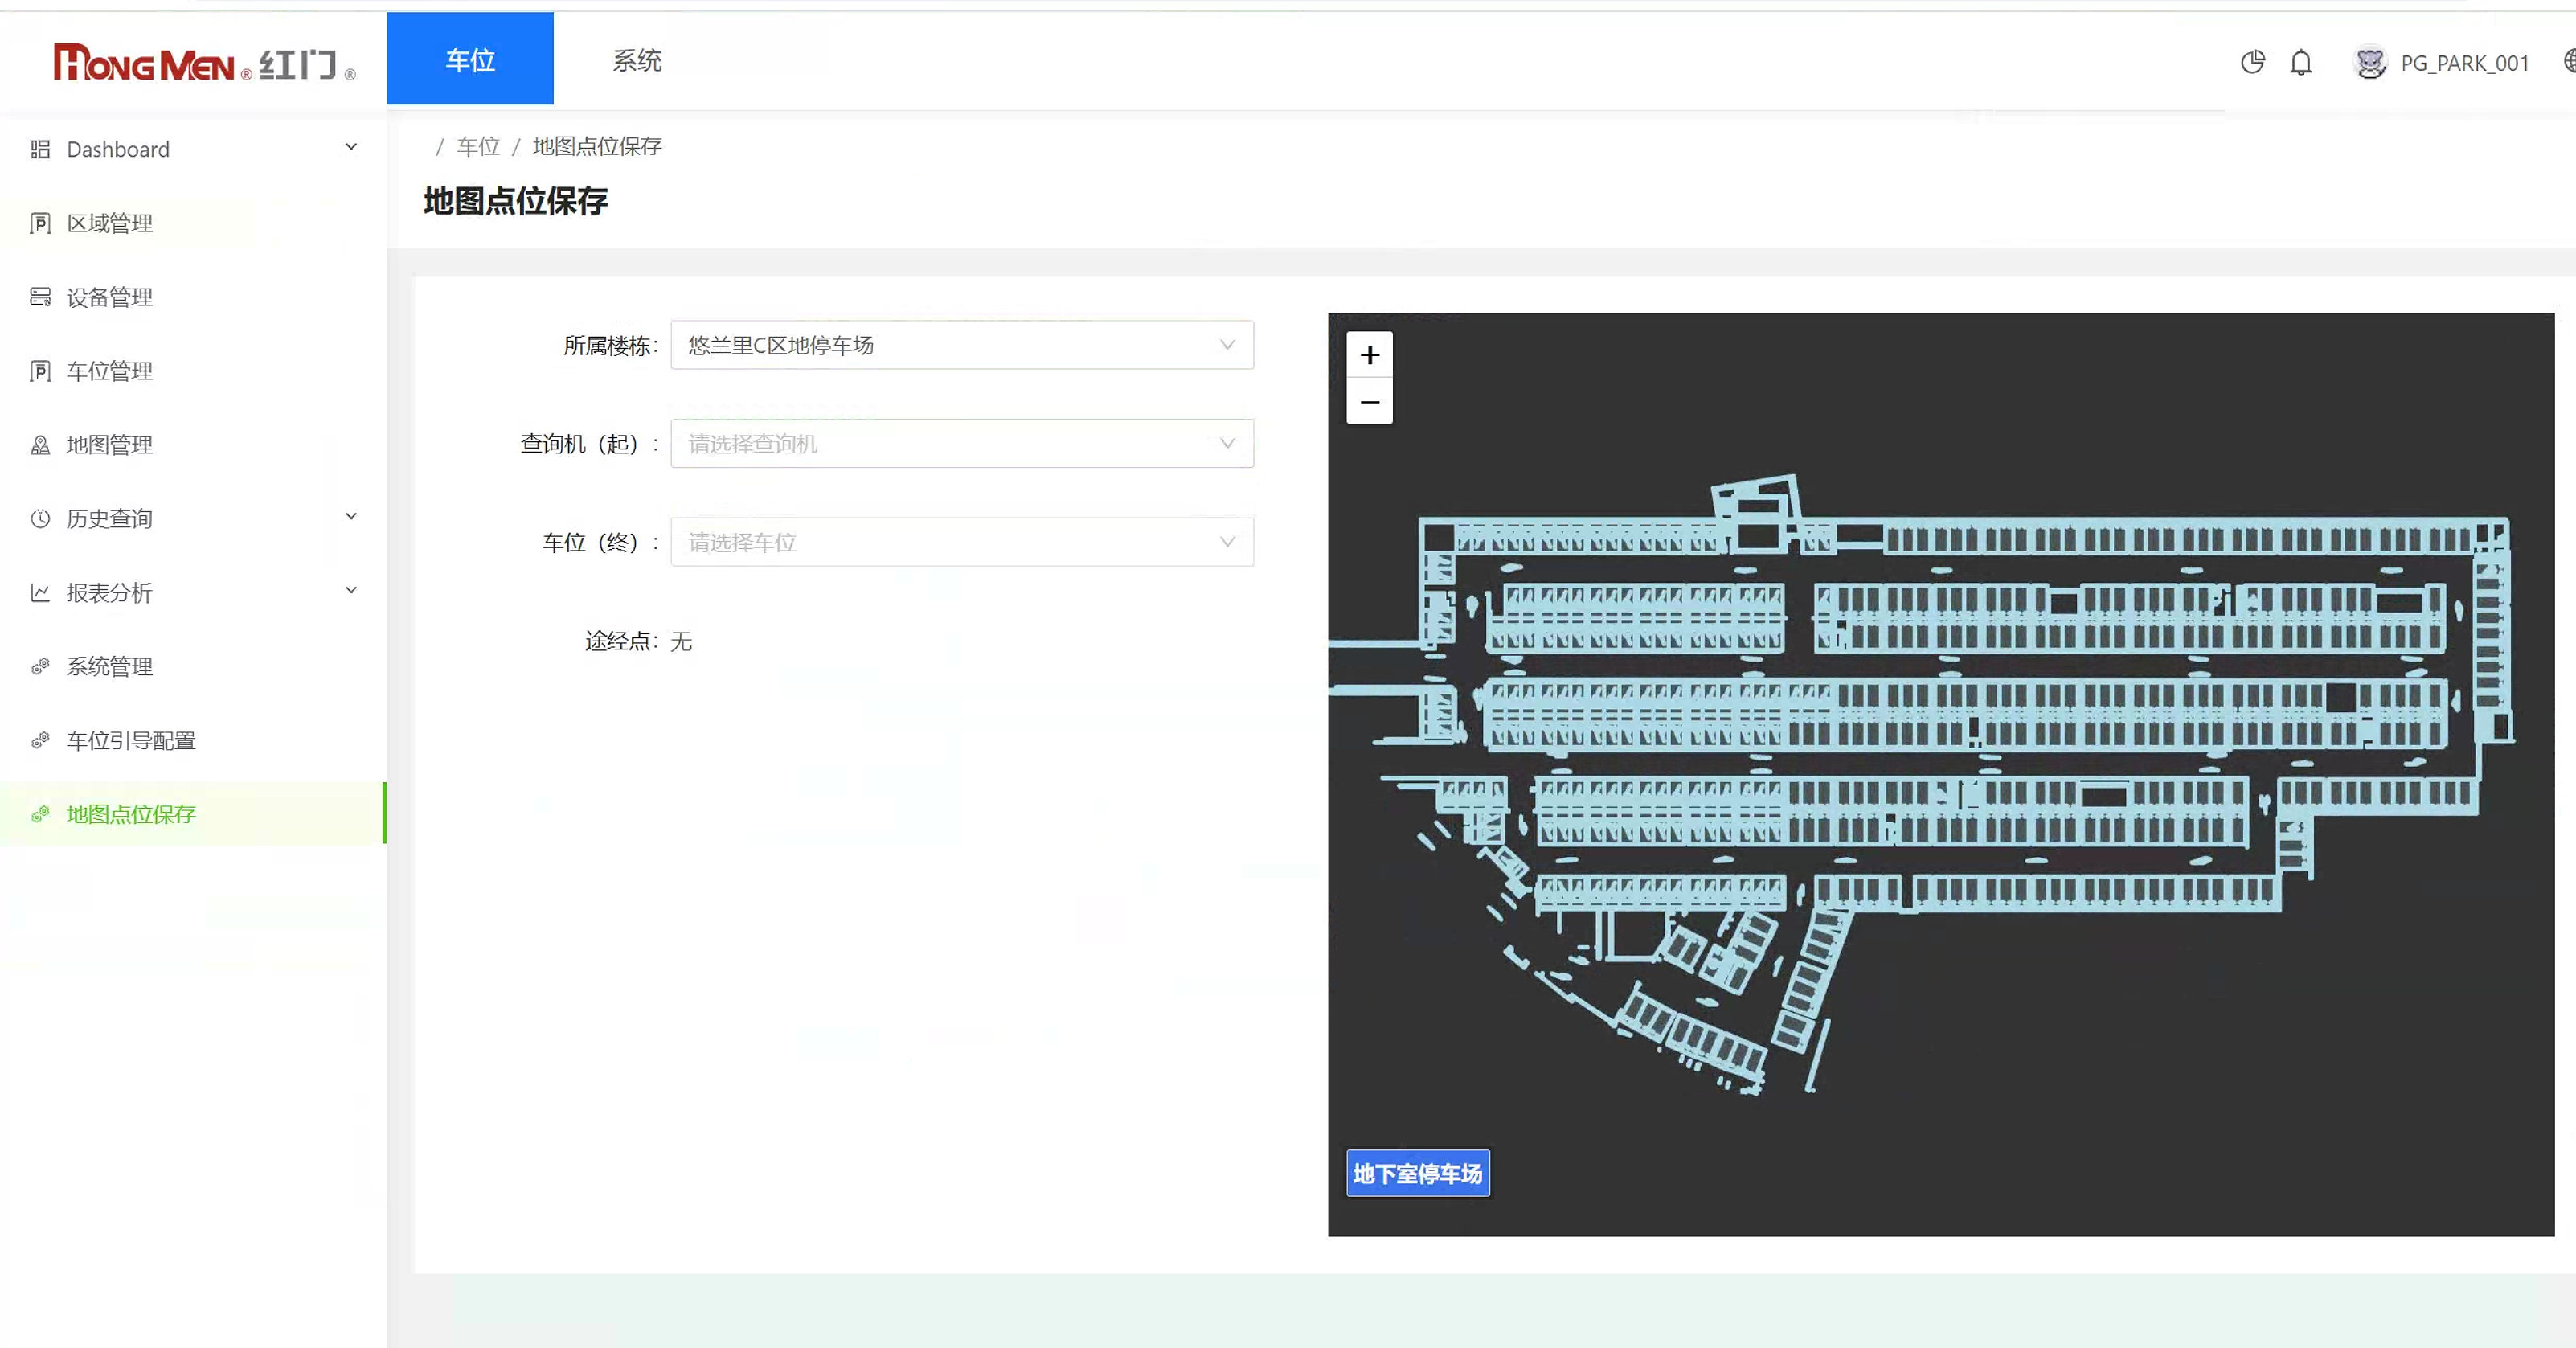 HONG MEN ® 红门 ®
车位
系统
PG_PARK_001
Dashboard
区域管理
设备管理
车位管理
地图管理
历史查询
报表分析
系统管理
车位引导配置
地图点位保存
/ 车位 / 地图点位保存
地图点位保存
所属楼栋: 悠兰里C区地停车场
查询机（起）: 请选择查询机
车位（终）: 请选择车位
途经点: 无
+
−
地下室停车场